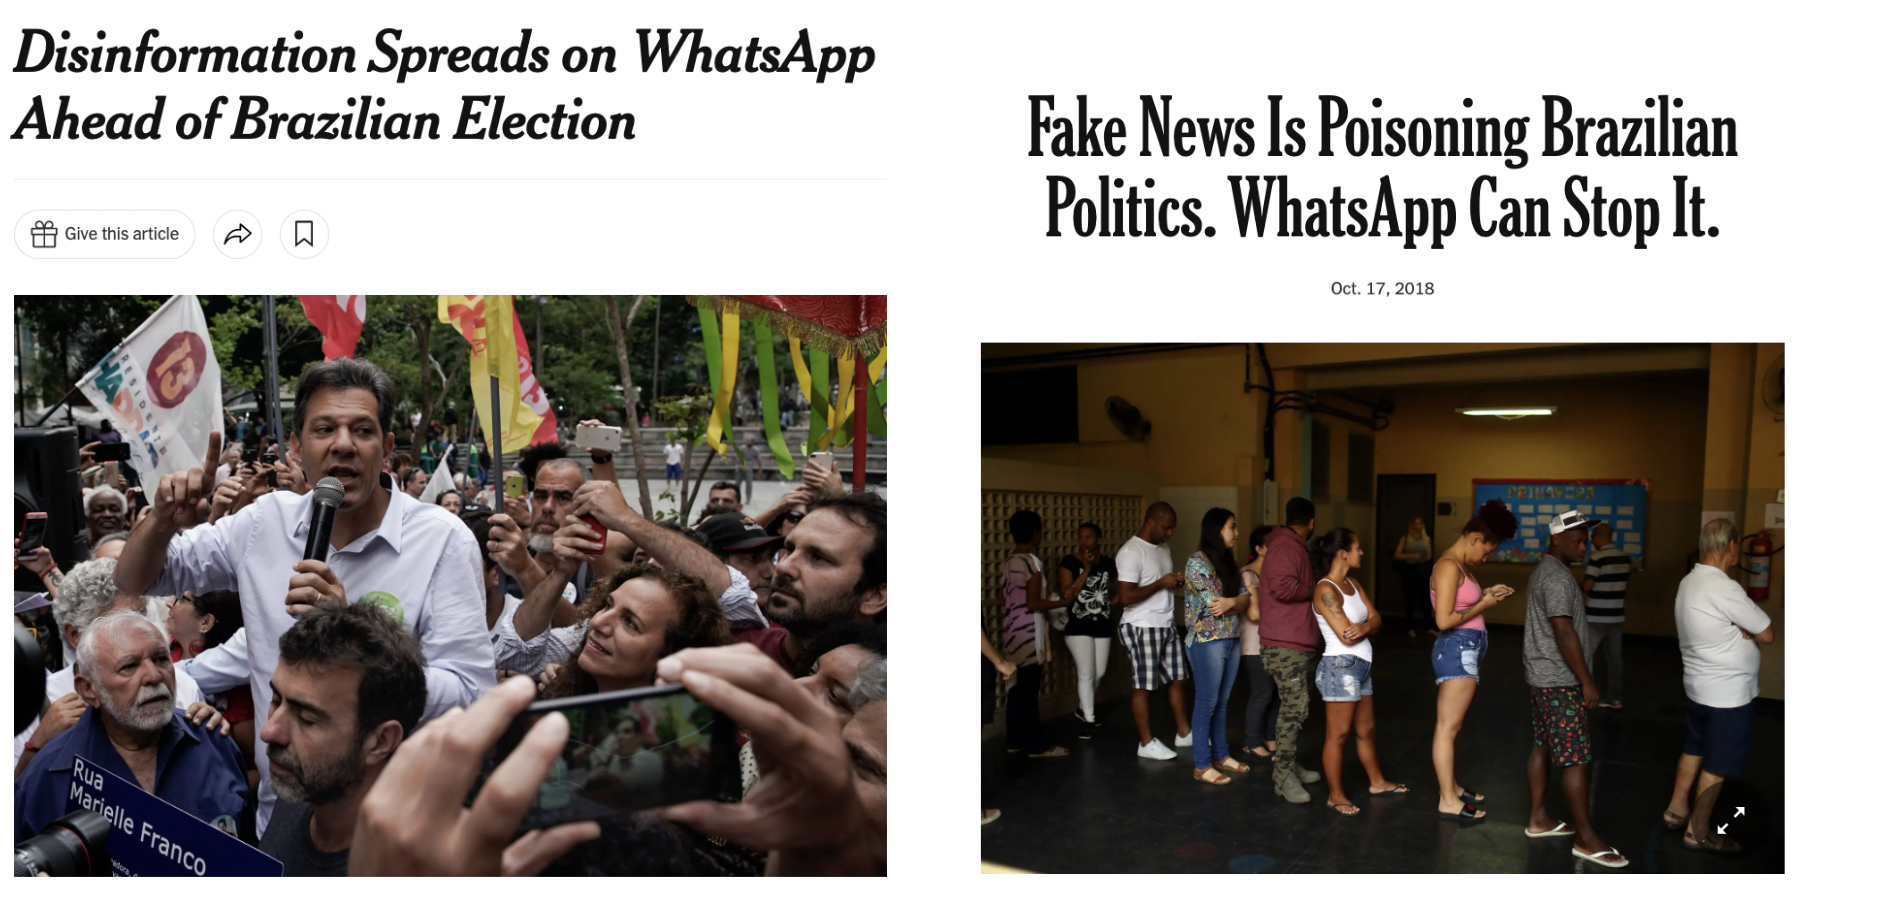 Disinformation Spreads on WhatsApp
Ahead of Brazilian Election
Give this article
13
Rua
Marielle Franco
Fake News Is Poisoning Brazilian
Politics. WhatsApp Can Stop It.
Oct. 17, 2018
PRIMAVERA